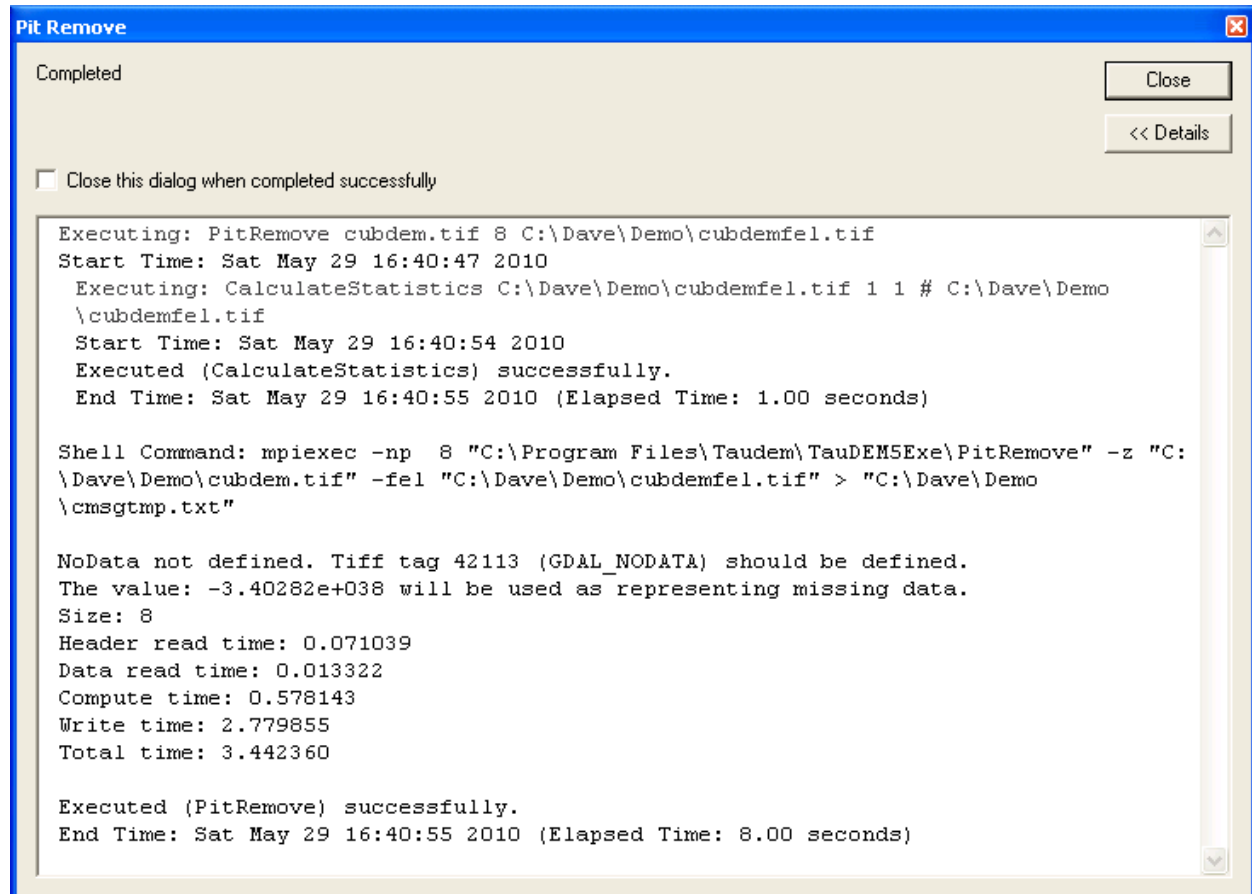 Pit Remove
Completed
Close
<< Details
Close this dialog when completed successfully
Executing: PitRemove cubdem.tif 8 C:\Dave\Demo\cubdemfel.tif
Start Time: Sat May 29 16:40:47 2010
Executing: CalculateStatistics C:\Dave\Demo\cubdemfel.tif 1 1 # C:\Dave\Demo
\cubdemfel.tif
Start Time: Sat May 29 16:40:54 2010
Executed (CalculateStatistics) successfully.
End Time: Sat May 29 16:40:55 2010 (Elapsed Time: 1.00 seconds)
Shell Command: mpiexec -np  8 "C:\Program Files\Taudem\TauDEM5Exe\PitRemove" -z "C:
\Dave\Demo\cubdem.tif" -fel "C:\Dave\Demo\cubdemfel.tif" > "C:\Dave\Demo
\cmsgtmp.txt"
NoData not defined. Tiff tag 42113 (GDAL_NODATA) should be defined.
The value: -3.40282e+038 will be used as representing missing data.
Size: 8
Header read time: 0.071039
Data read time: 0.013322
Compute time: 0.578143
Write time: 2.779855
Total time: 3.442360
Executed (PitRemove) successfully.
End Time: Sat May 29 16:40:55 2010 (Elapsed Time: 8.00 seconds)